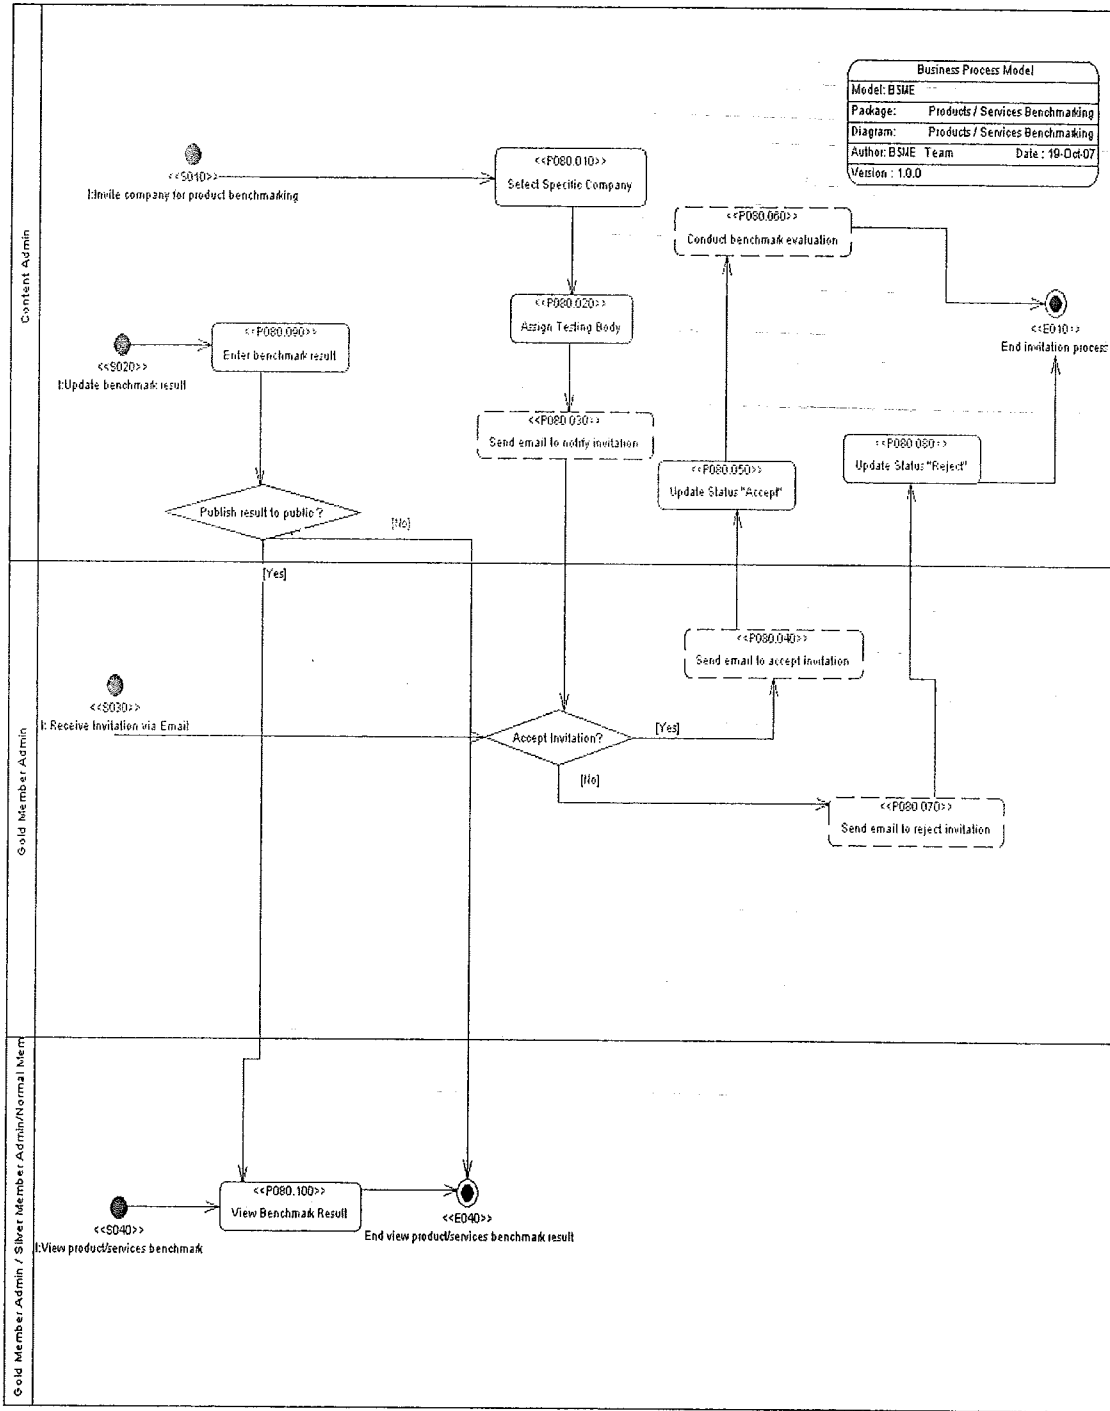 Business Process Model
Model: BSME
Package: Products / Services Benchmarking
Diagram: Products / Services Benchmarking
Author: BSME Team Date : 19-Oct-07
Version : 1.0.0
Content Admin
<<S010>>
I:Invite company for product benchmarking
<<P080.010>>
Select Specific Company
<<P080.060>>
Conduct benchmark evaluation
<<P080.020>>
Assign Testing Body
<<E010>>
End invitation process
<<P080.090>>
Enter benchmark result
<<S020>>
I:Update benchmark result
<<P080.030>>
Send email to notify invitation
<<P080.050>>
Update Status "Accept"
<<P080.080>>
Update Status "Reject"
Publish result to public ?
[No]
[Yes]
Gold Member Admin
<<P080.040>>
Send email to accept invitation
<<S030>>
I: Receive Invitation via Email
Accept Invitation?
[Yes]
[No]
<<P080.070>>
Send email to reject invitation
Gold Member Admin / Silver Member Admin/Normal Mem
<<P080.100>>
View Benchmark Result
<<S040>>
I:View product/services benchmark
<<E040>>
End view product/services benchmark result